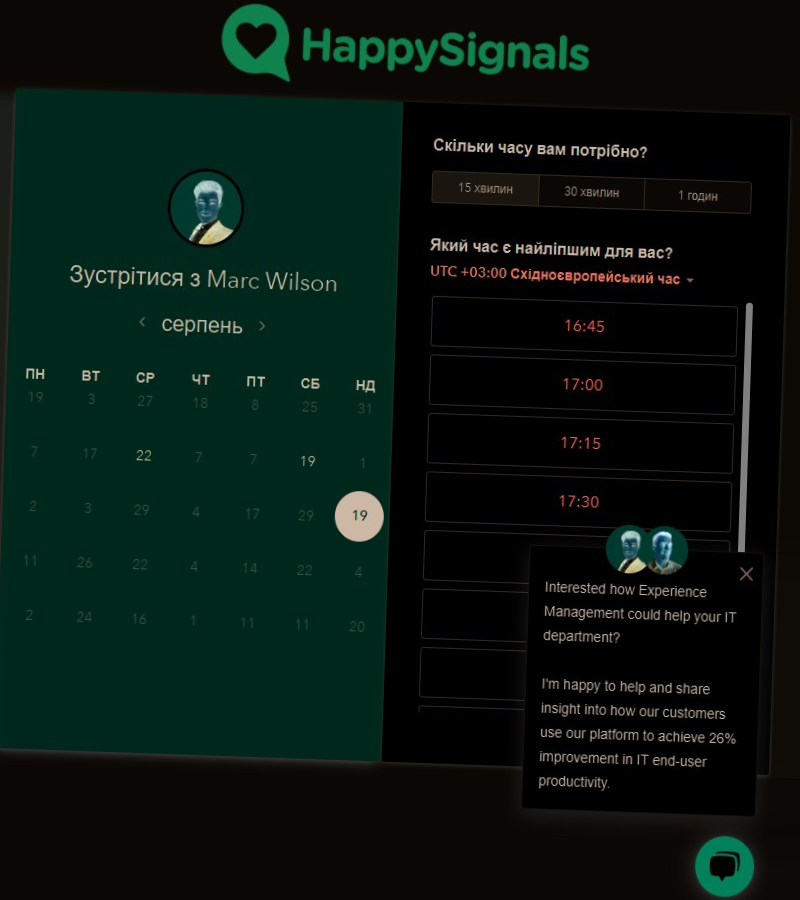 HappySignals
Зустрітися з Marc Wilson
серпень
ПН ВТ СР ЧТ ПТ СБ НД
19 3 27 18 8 25 31
7 17 22 7 7 19 1
2 3 29 4 17 29 19
11 26 22 4 14 22 4
2 24 16 1 11 11 20
Скільки часу вам потрібно?
15 хвилин 30 хвилин 1 годин
Який час є найліпшим для вас?
UTC +03:00 Східноєвропейський час
16:45
17:00
17:15
17:30
Interested how Experience
Management could help your IT
department?
I'm happy to help and share
insight into how our customers
use our platform to achieve 26%
improvement in IT end-user
productivity.